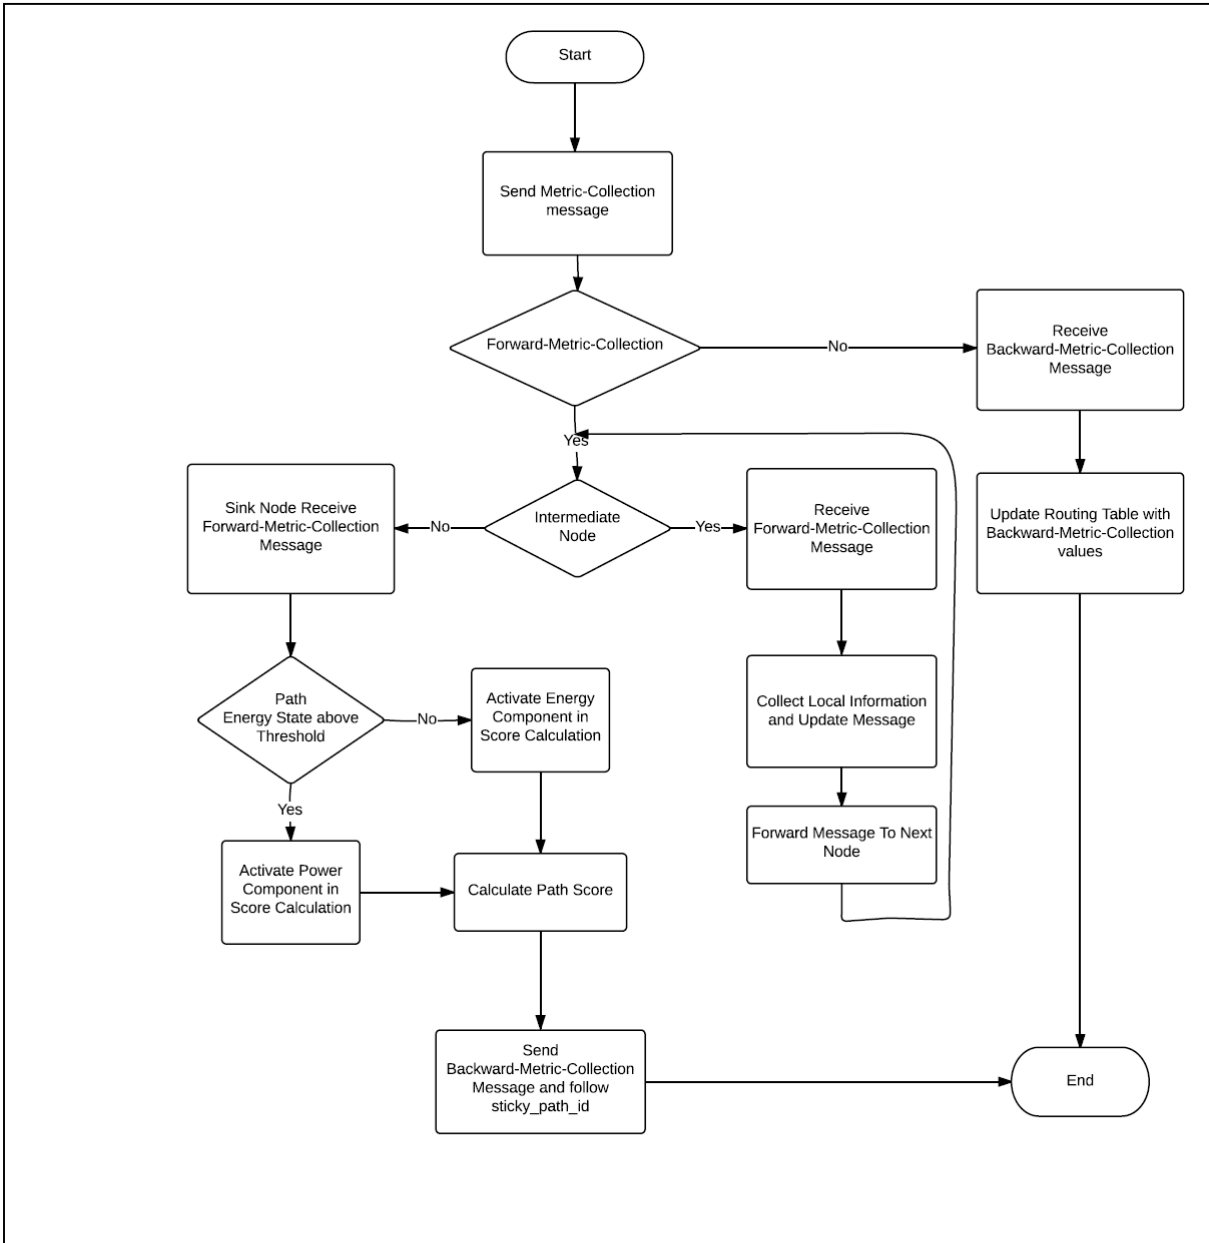 Start
Send Metric-Collection
message
Forward-Metric-Collection
No
Receive
Backward-Metric-Collection
Message
Yes
Sink Node Receive
Forward-Metric-Collection
Message
No
Intermediate
Node
Yes
Receive
Forward-Metric-Collection
Message
Update Routing Table with
Backward-Metric-Collection
values
Path
Energy State above
Threshold
No
Activate Energy
Component in
Score Calculation
Collect Local Information
and Update Message
Yes
Forward Message To Next
Node
Activate Power
Component in
Score Calculation
Calculate Path Score
Send
Backward-Metric-Collection
Message and follow
sticky_path_id
End